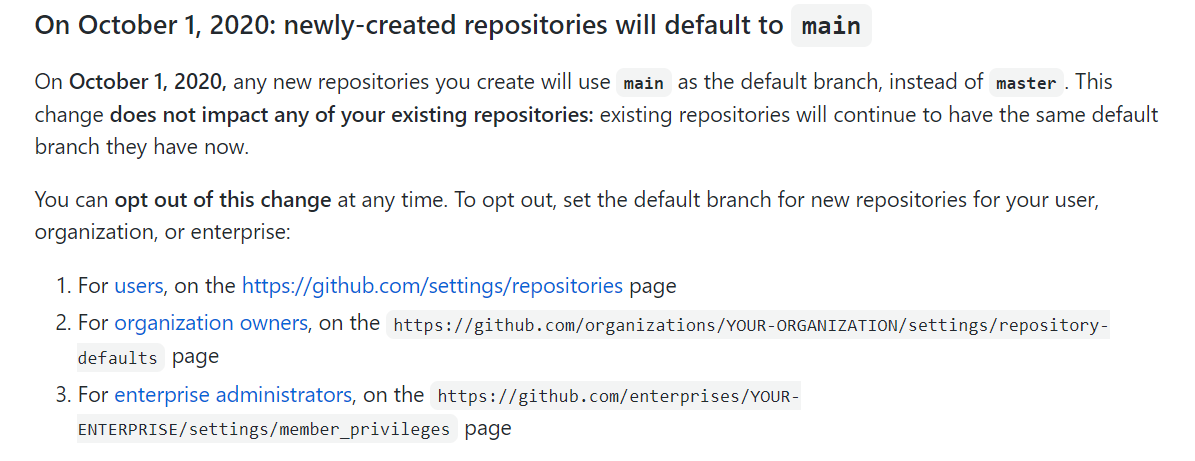 On October 1, 2020: newly-created repositories will default to main
On October 1, 2020, any new repositories you create will use main as the default branch, instead of master. This
change does not impact any of your existing repositories: existing repositories will continue to have the same default
branch they have now.
You can opt out of this change at any time. To opt out, set the default branch for new repositories for your user,
organization, or enterprise:
1. For users, on the https://github.com/settings/repositories page
2. For organization owners, on the https://github.com/organizations/YOUR-ORGANIZATION/settings/repository-
defaults page
3. For enterprise administrators, on the https://github.com/enterprises/YOUR-
ENTERPRISE/settings/member_privileges page